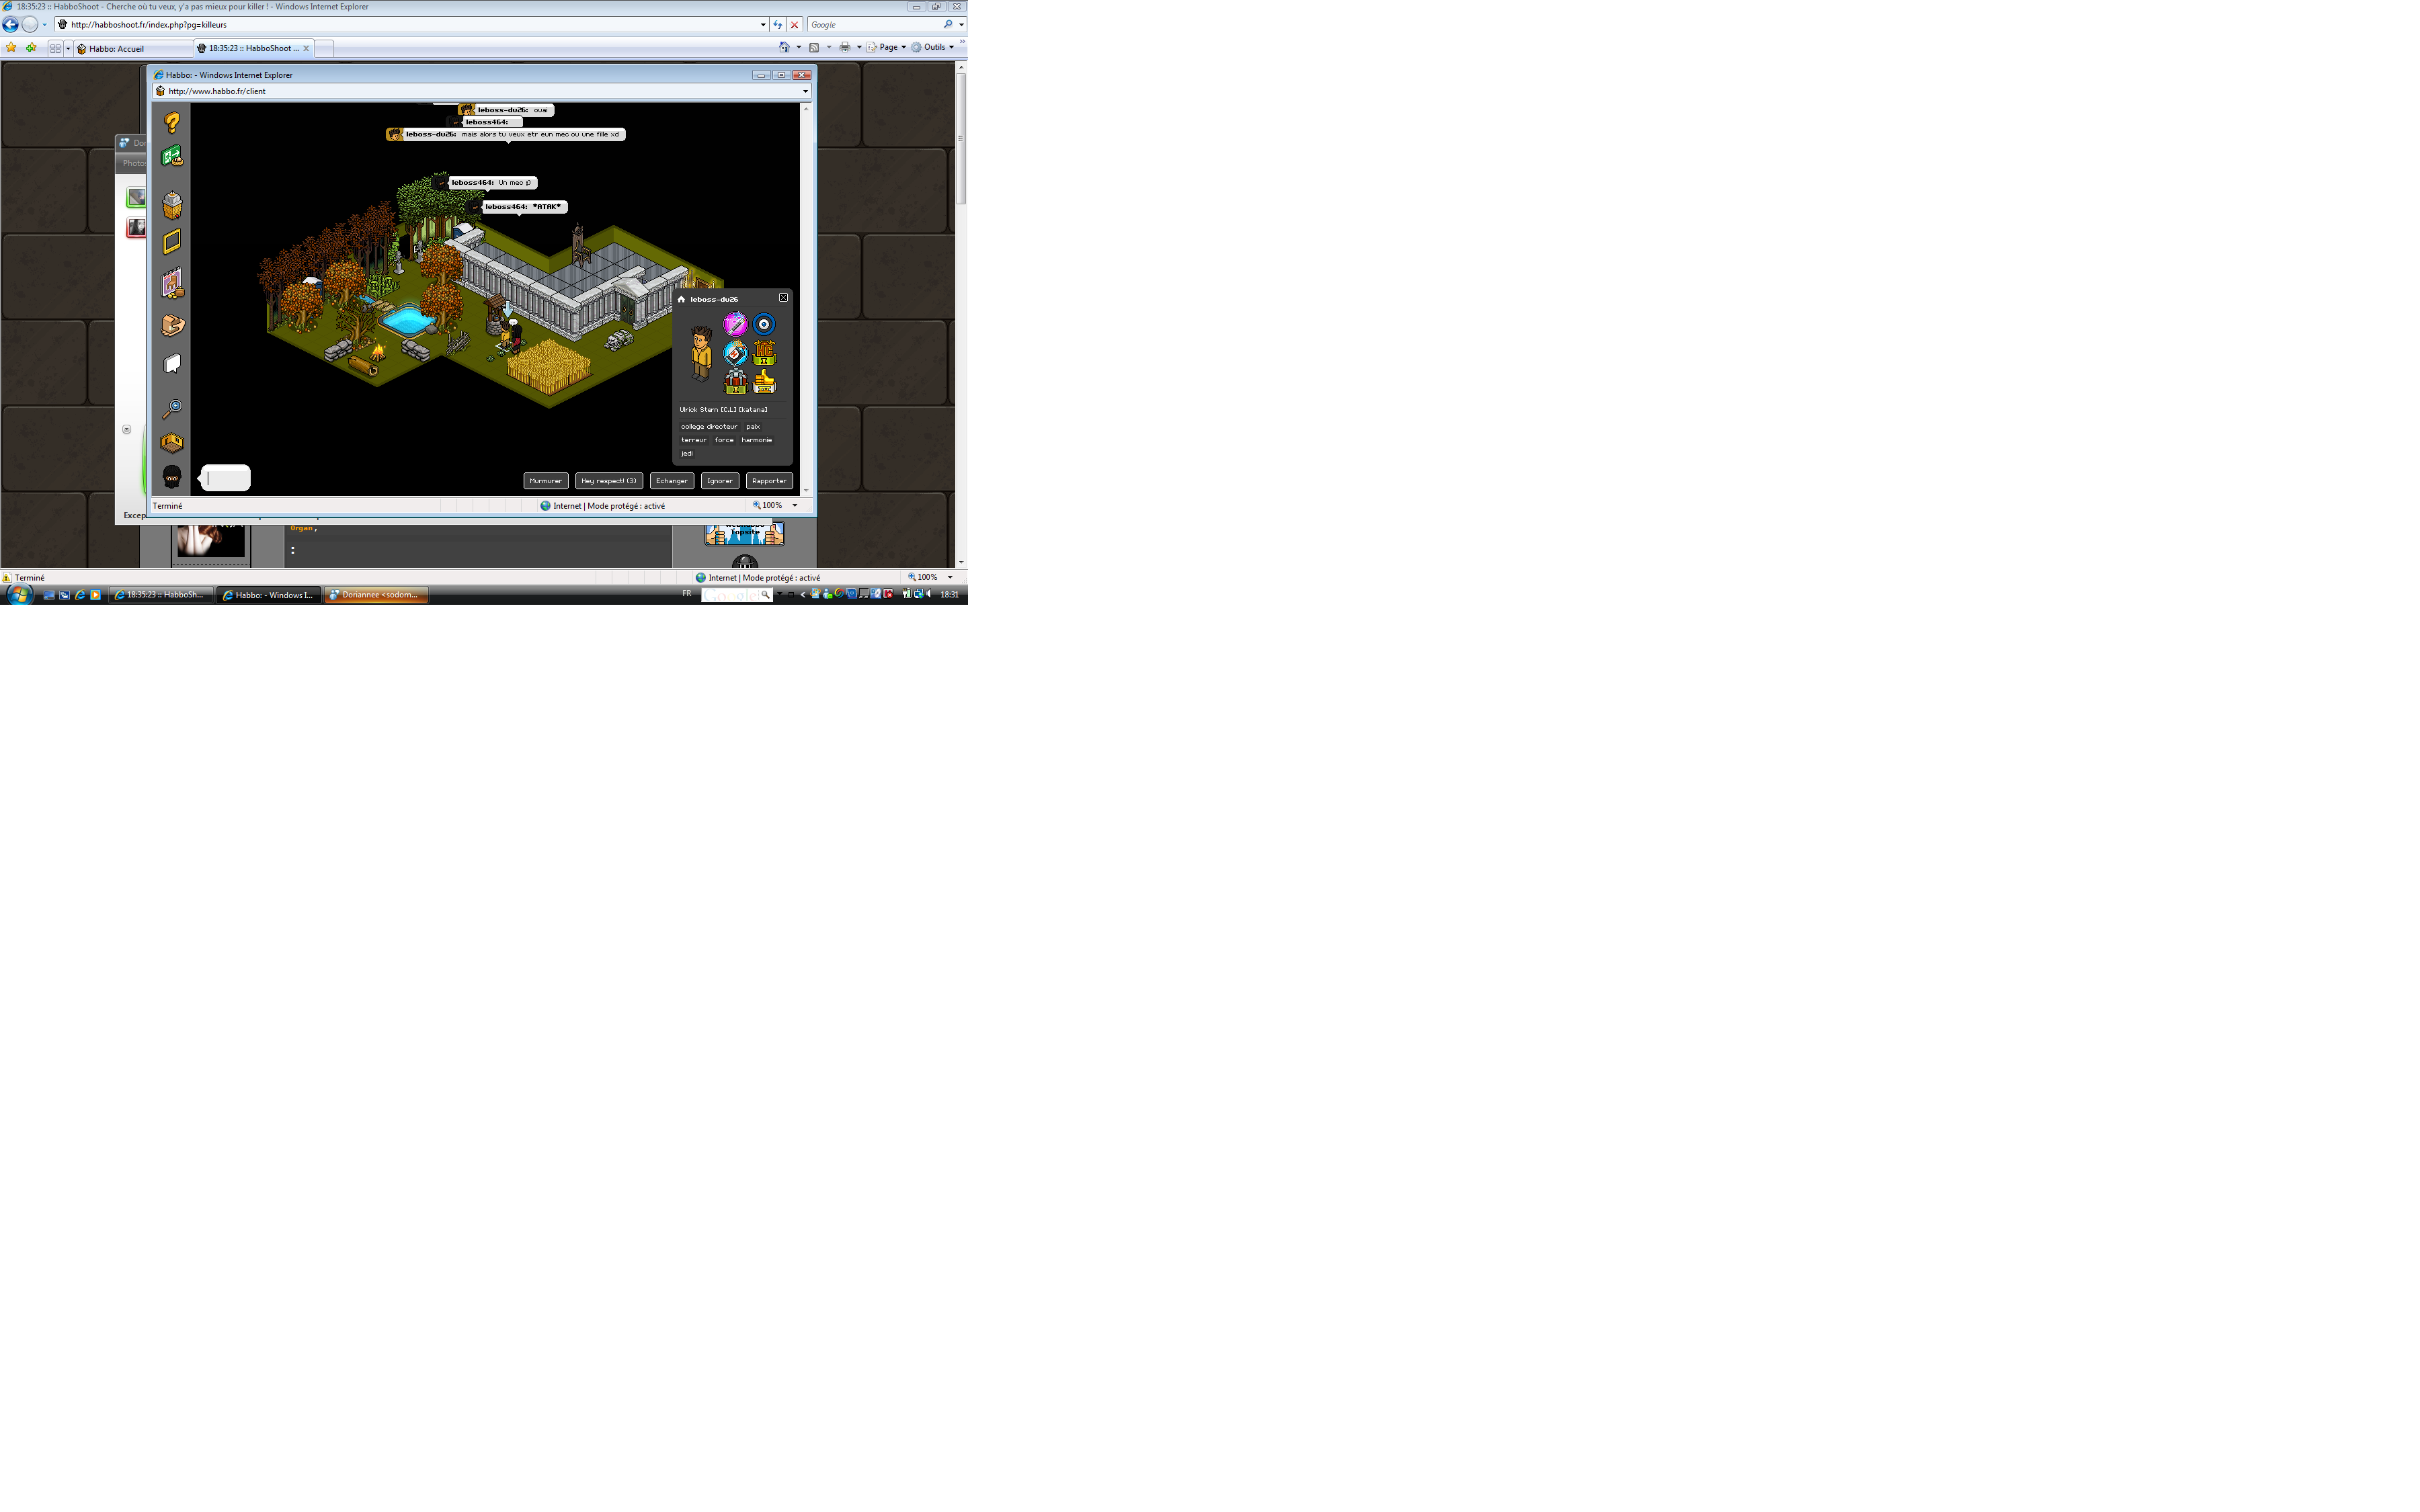 18:35:23 :: HabboShoot - Cherche où tu veux, y'a pas mieux pour killer ! - Windows Internet Explorer
http://habboshoot.fr/index.php?pg=killeurs
Google
Habbo: Accueil
18:35:23 :: HabboShoot ...
Page
Outils
Habbo: - Windows Internet Explorer
http://www.habbo.fr/client
leboss-du26: ouai
leboss464:
leboss-du26: mais alors tu veux etr eun mec ou une fille xd
Photo
leboss464: Un mec ;)
leboss464: *ATAK*
leboss-du26
HC
Ulrick Stern [C.L] [katana]
college directeur paix
terreur force harmonie
jedi
Murmurer
Hey respect! (3)
Echanger
Ignorer
Rapporter
Terminé
Internet | Mode protégé : activé
100%
Excep
Organ,
:
Topsite
Terminé
Internet | Mode protégé : activé
100%
18:35:23 :: HabboSh...
Habbo: - Windows I...
Doriannee <sodom...
FR
18:31